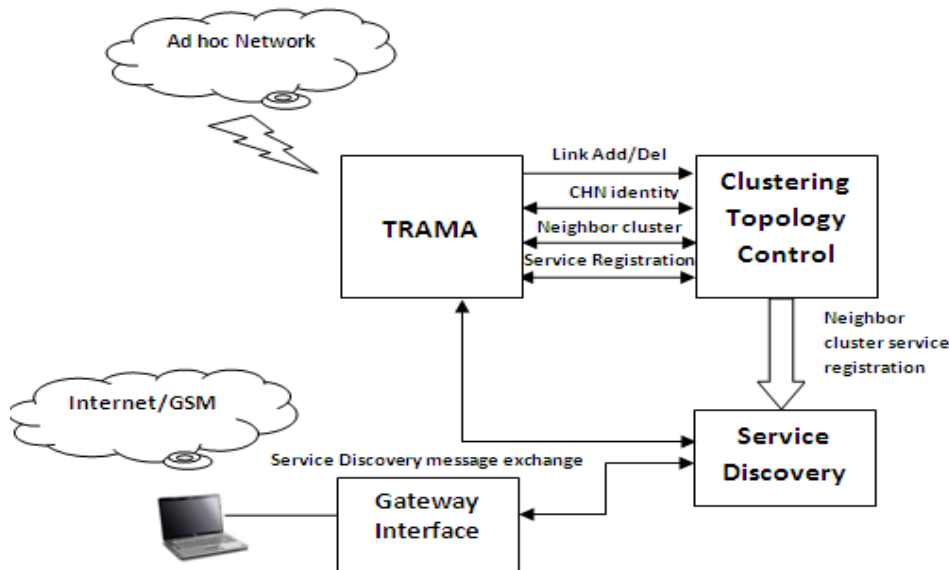 Ad hoc Network
Link Add/Del
CHN identity
Neighbor cluster
Service Registration
TRAMA
Clustering
Topology
Control
Neighbor
cluster service
registration
Internet/GSM
Service Discovery message exchange
Service
Discovery
Gateway
Interface